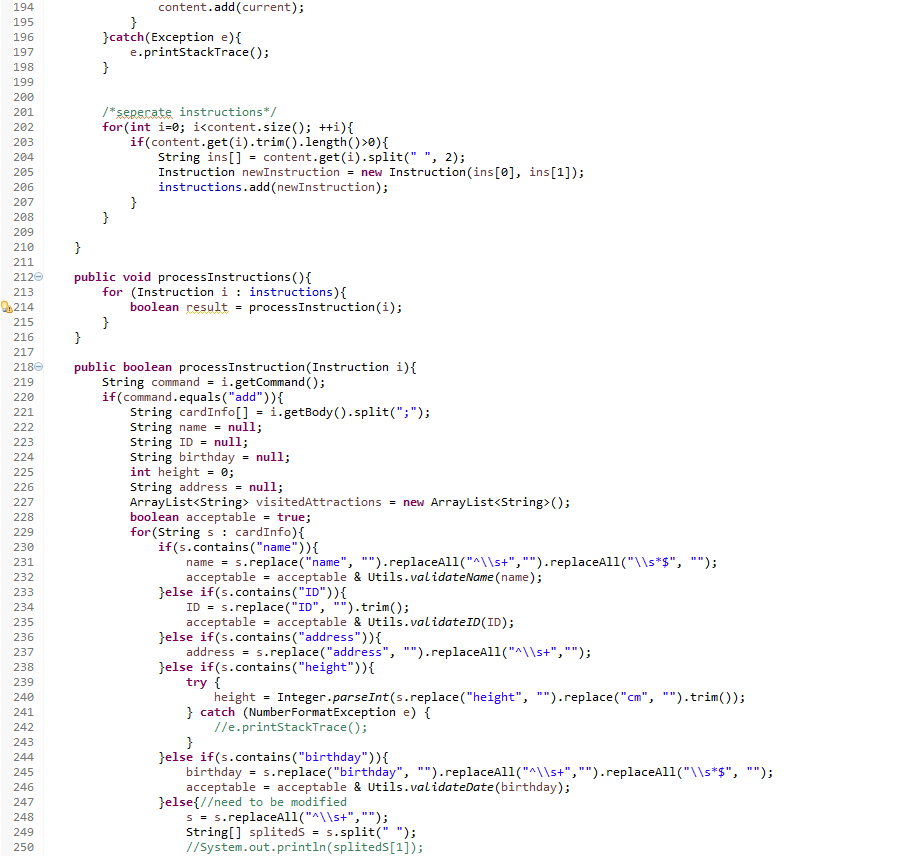 194 content.add(current);
195 }
196 }catch(Exception e){
197 e.printStackTrace();
198 }
199
200
201 /*seperate instructions*/
202 for(int i=0; i<content.size(); ++i){
203 if(content.get(i).trim().length()>0){
204 String ins[] = content.get(i).split(" ", 2);
205 Instruction newInstruction = new Instruction(ins[0], ins[1]);
206 instructions.add(newInstruction);
207 }
208 }
209
210 }
211
212 public void processInstructions(){
213 for (Instruction i : instructions){
214 boolean result = processInstruction(i);
215 }
216 }
217
218 public boolean processInstruction(Instruction i){
219 String command = i.getCommand();
220 if(command.equals("add")){
221 String cardInfo[] = i.getBody().split(";");
222 String name = null;
223 String ID = null;
224 String birthday = null;
225 int height = 0;
226 String address = null;
227 ArrayList<String> visitedAttractions = new ArrayList<String>();
228 boolean acceptable = true;
229 for(String s : cardInfo){
230 if(s.contains("name")){
231 name = s.replace("name", "").replaceAll("^\\s+","").replaceAll("\\s*$", "");
232 acceptable = acceptable & Utils.validateName(name);
233 }else if(s.contains("ID")){
234 ID = s.replace("ID", "").trim();
235 acceptable = acceptable & Utils.validateID(ID);
236 }else if(s.contains("address")){
237 address = s.replace("address", "").replaceAll("^\\s+","");
238 }else if(s.contains("height")){
239 try {
240 height = Integer.parseInt(s.replace("height", "").replace("cm", "").trim());
241 } catch (NumberFormatException e) {
242 //e.printStackTrace();
243 }
244 }else if(s.contains("birthday")){
245 birthday = s.replace("birthday", "").replaceAll("^\\s+","").replaceAll("\\s*$", "");
246 acceptable = acceptable & Utils.validateDate(birthday);
247 }else{//need to be modified
248 s = s.replaceAll("^\\s+","");
249 String[] splitedS = s.split(" ");
250 //System.out.println(splitedS[1]);